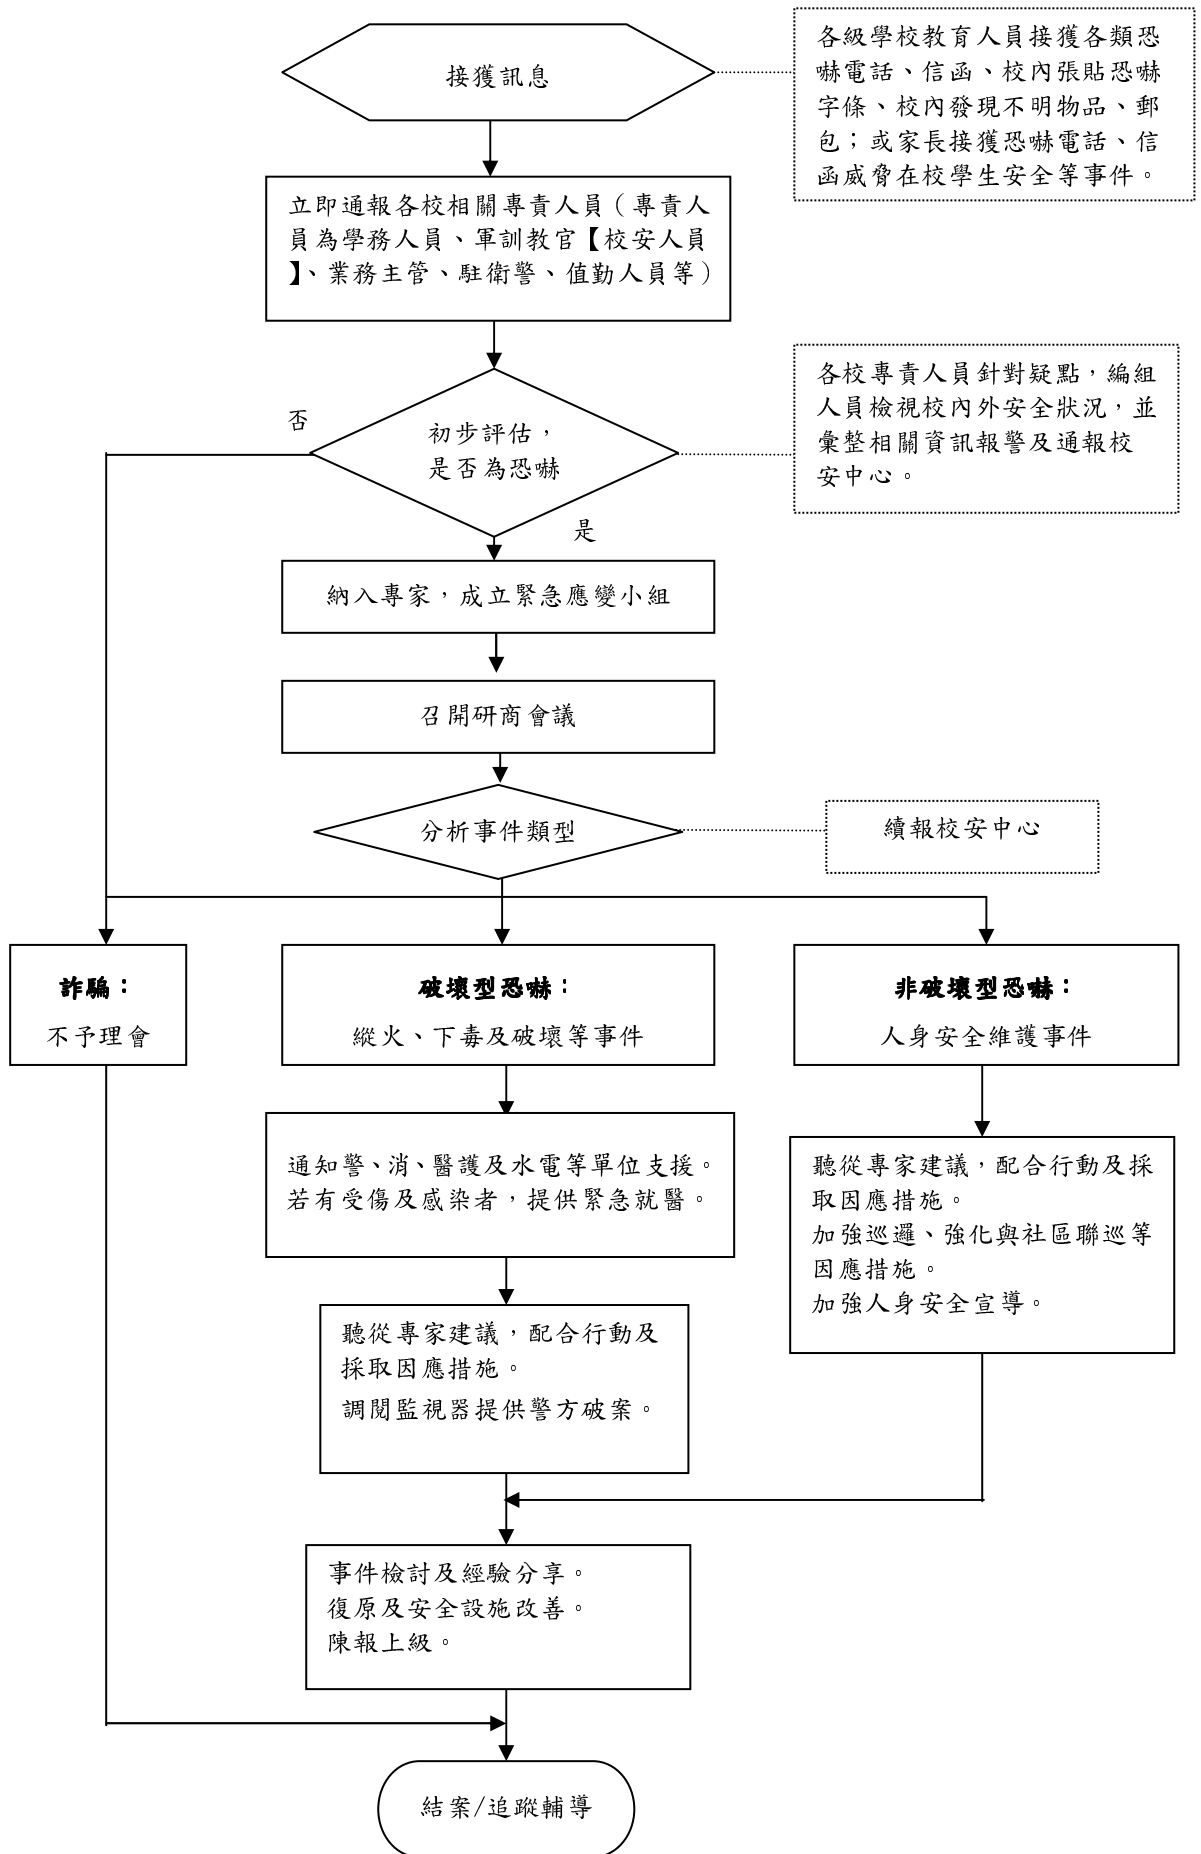 接獲訊息
各級學校教育人員接獲各類恐
嚇電話、信函、校內張貼恐嚇
字條、校內發現不明物品、郵
包；或家長接獲恐嚇電話、信
函威脅在校學生安全等事件。
立即通報各校相關專責人員（專責人
員為學務人員、軍訓教官【校安人員
】、業務主管、駐衛警、值勤人員等）
否
初步評估，
是否為恐嚇
各校專責人員針對疑點，編組
人員檢視校內外安全狀況，並
彙整相關資訊報警及通報校
安中心。
是
納入專家，成立緊急應變小組
召開研商會議
分析事件類型
續報校安中心
詐騙：
不予理會
破壞型恐嚇：
縱火、下毒及破壞等事件
非破壞型恐嚇：
人身安全維護事件
通知警、消、醫護及水電等單位支援。
若有受傷及感染者，提供緊急就醫。
聽從專家建議，配合行動及採
取因應措施。
加強巡邏、強化與社區聯巡等
因應措施。
加強人身安全宣導。
聽從專家建議，配合行動及
採取因應措施。
調閱監視器提供警方破案。
事件檢討及經驗分享。
復原及安全設施改善。
陳報上級。
結案/追蹤輔導